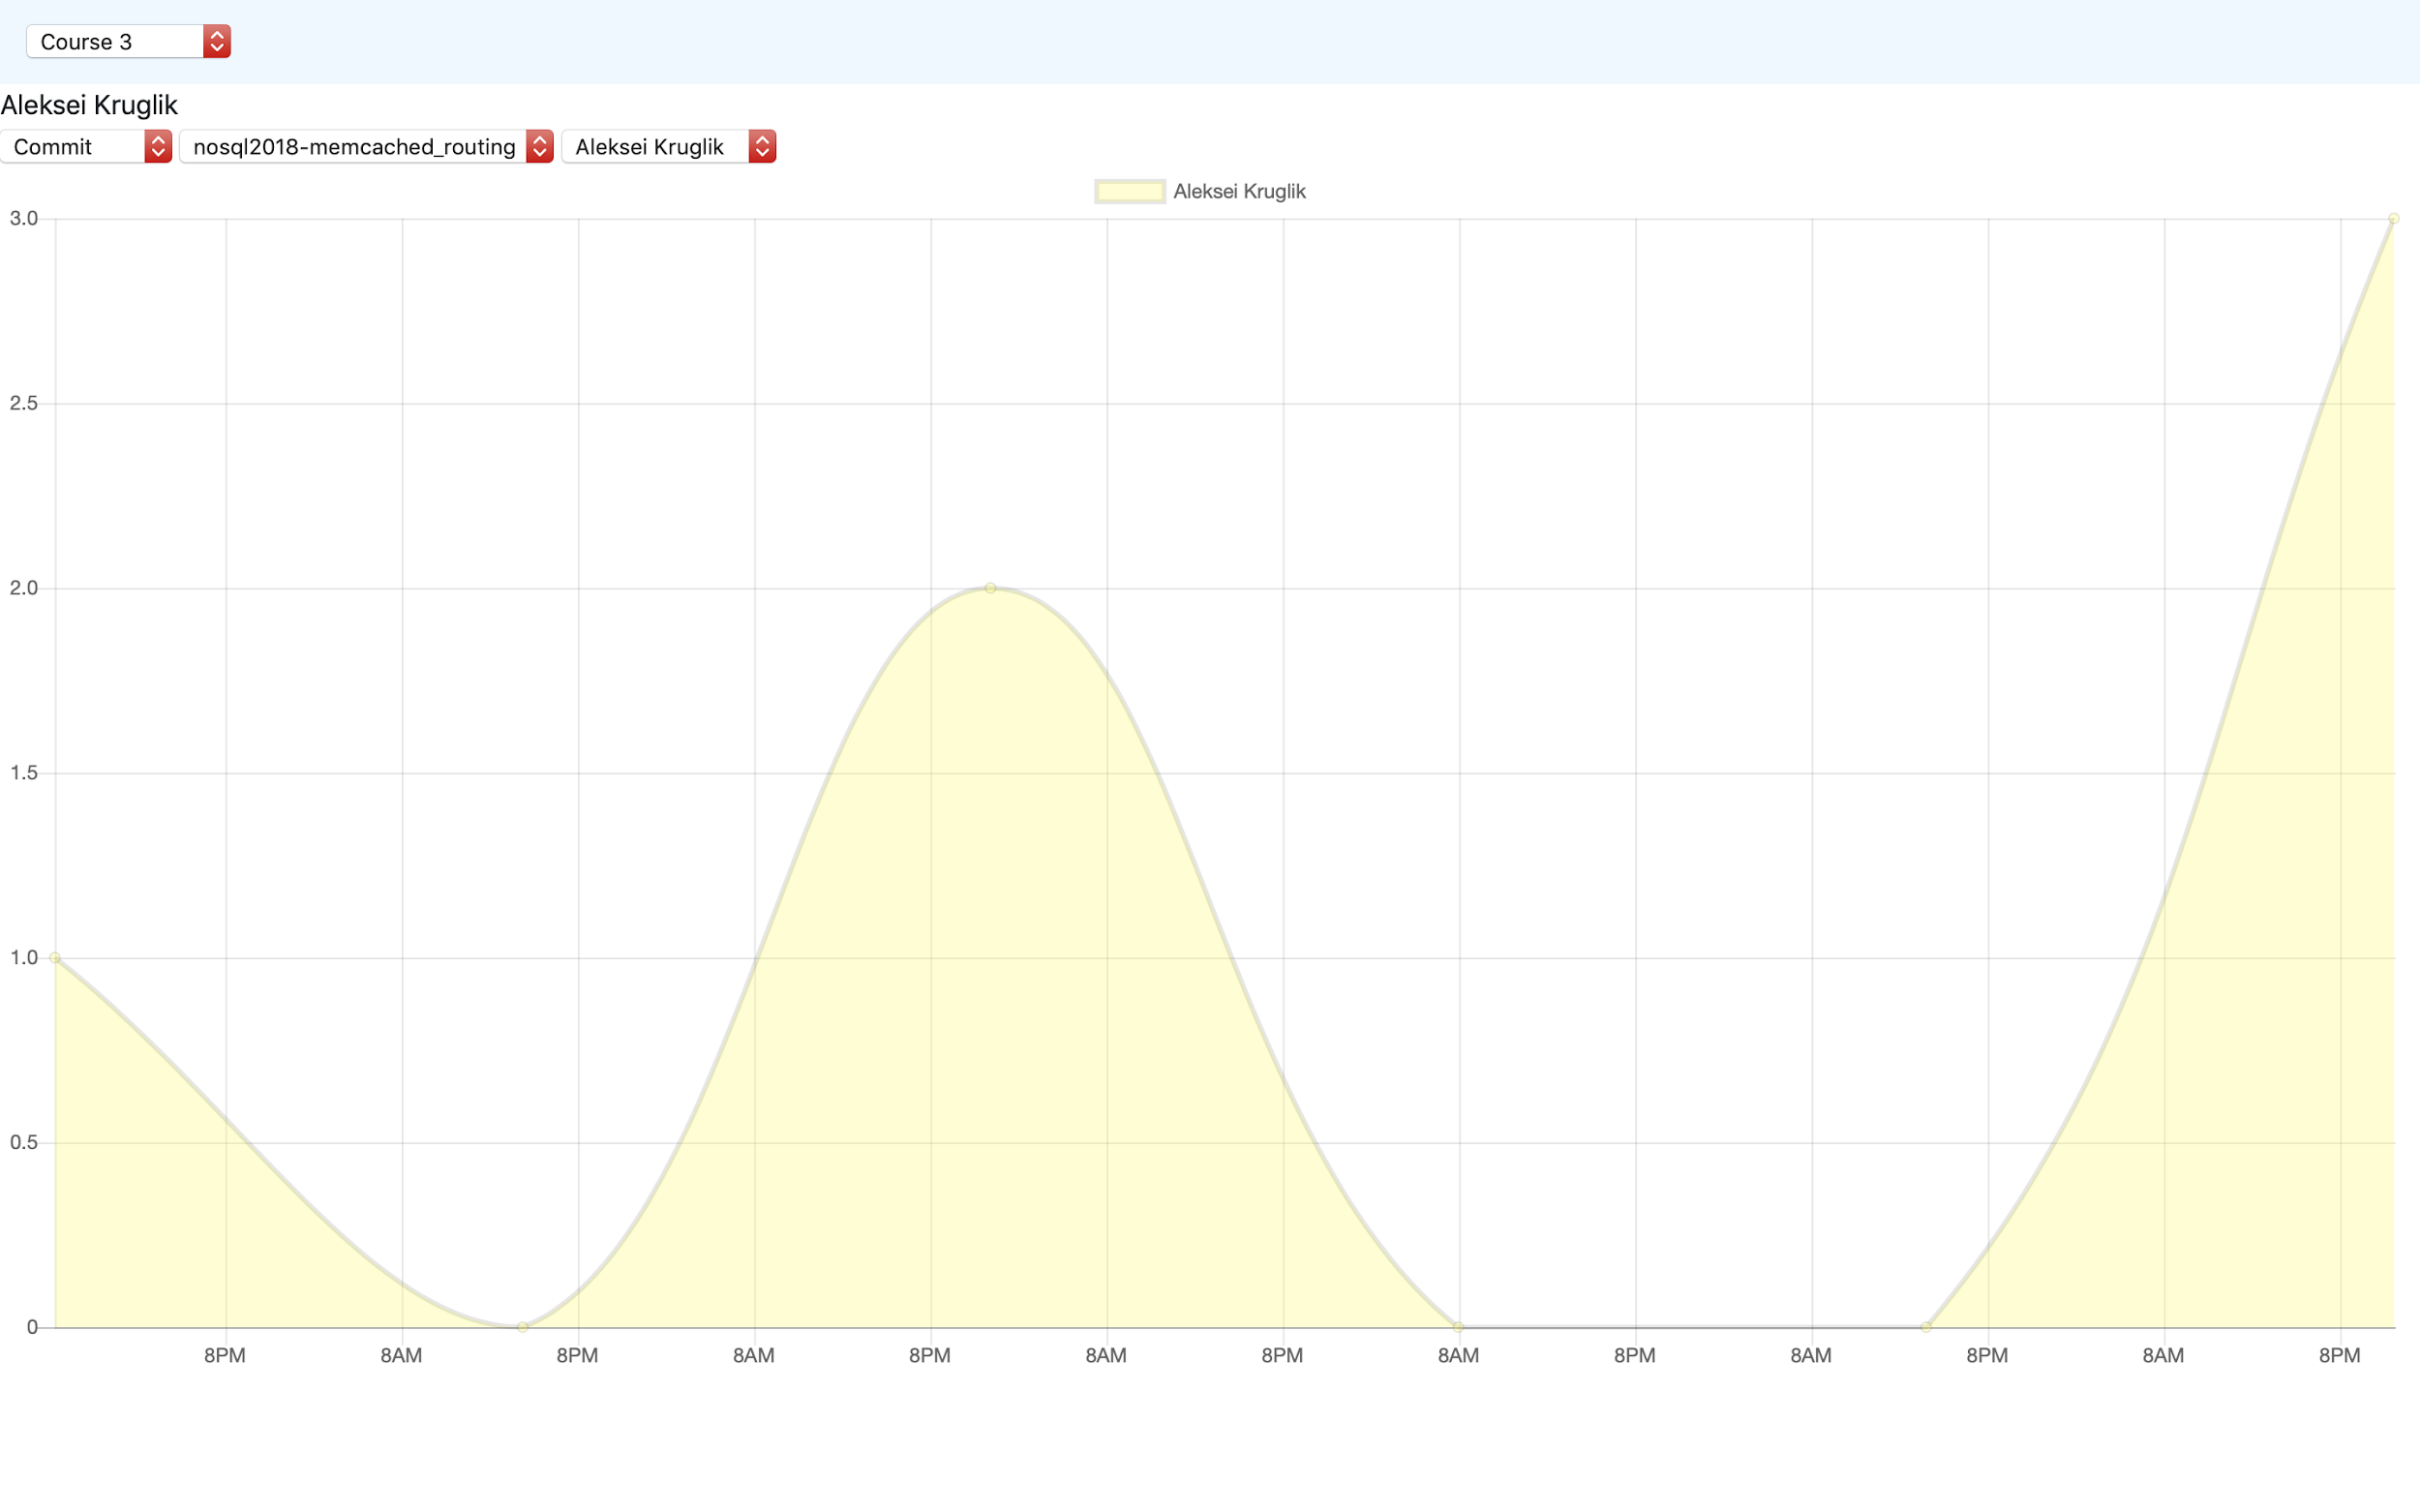 Course 3
Aleksei Kruglik
Commit nosql2018-memcached_routing Aleksei Kruglik
Aleksei Kruglik
3.0
2.5
2.0
1.5
1.0
0.5
0
8PM 8AM 8PM 8AM 8PM 8AM 8PM 8AM 8PM 8AM 8PM 8AM 8PM